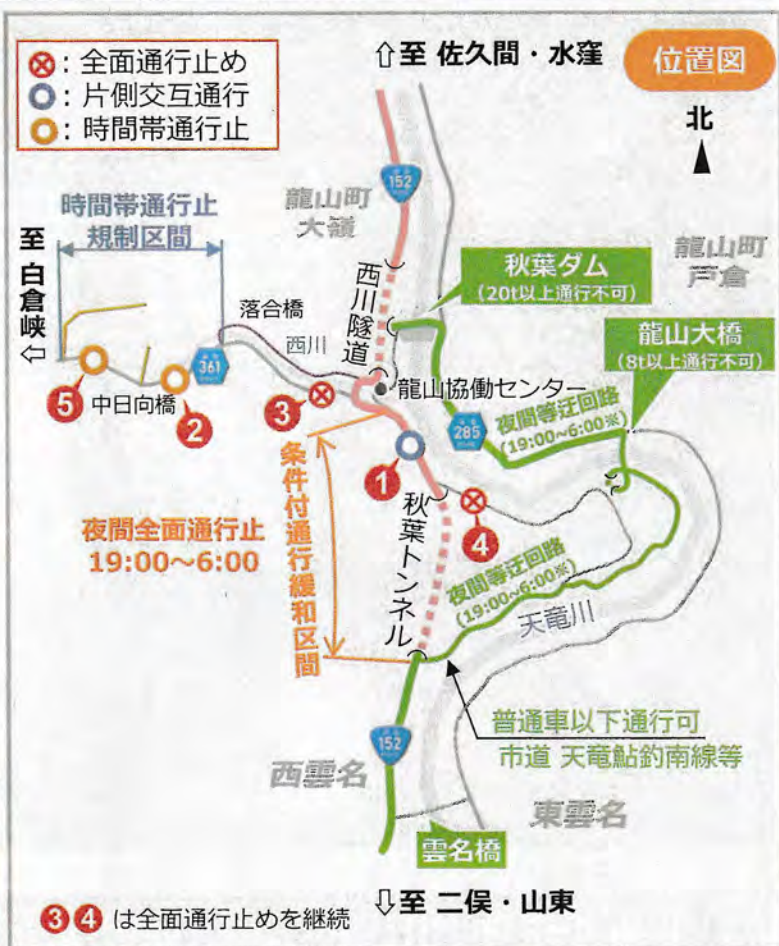 ⊗：全面通行止め
○：片側交互通行
○：時間帯通行止
⇧至 佐久間・水窪
位置図
北
152
龍山町
大嶺
時間帯通行止
規制区間
至 白倉峡
⇦
西川隧道
秋葉ダム
(20t以上通行不可)
龍山町
戸倉
落合橋
西川
龍山大橋
(8t以上通行不可)
361
龍山協働センター
5
中日向橋
2
3
285
夜間等迂回路
(19:00~6:00※)
1
条件付通行緩和区間
秋葉トンネル
4
夜間全面通行止
19:00～6:00
夜間等迂回路
(19:00~6:00※)
天竜川
普通車以下通行可
市道 天竜鮎釣南線等
152
西雲名
東雲名
雲名橋
3 4 は全面通行止めを継続
⇩至 二俣・山東